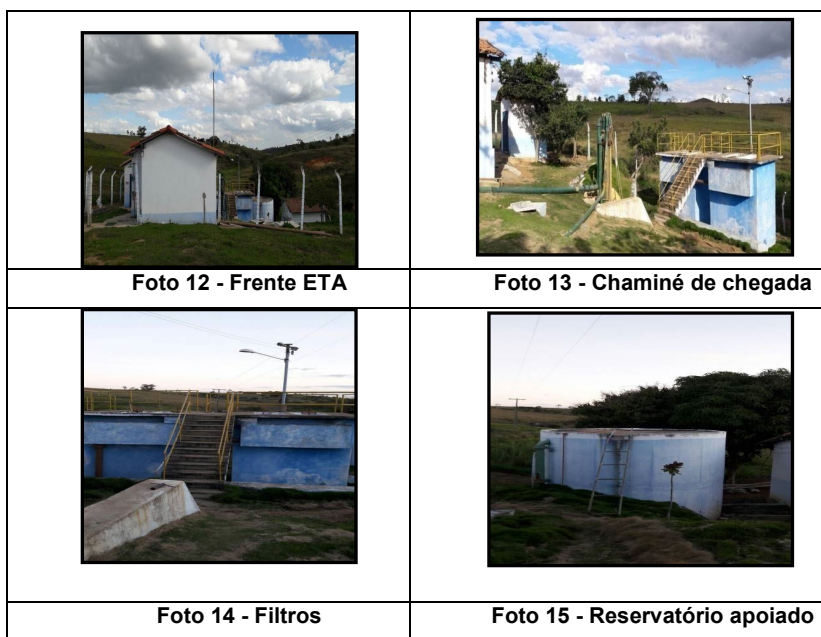 Foto 12 - Frente ETA
Foto 13 - Chaminé de chegada
Foto 14 - Filtros
Foto 15 - Reservatório apoiado